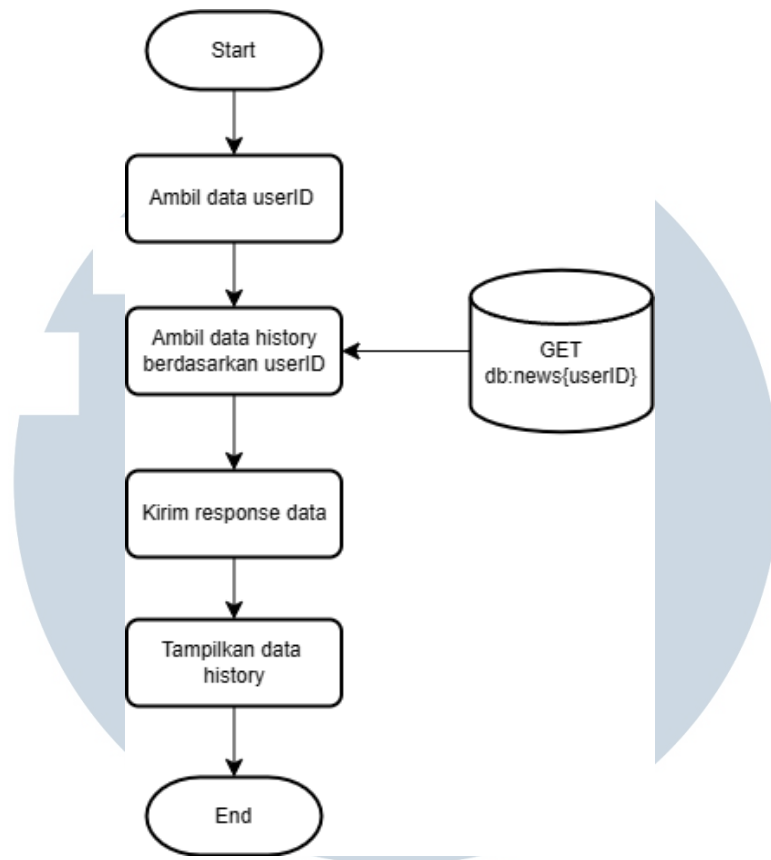 Start
Ambil data userID
Ambil data history
berdasarkan userID
GET
db:news{userID}
Kirim response data
Tampilkan data
history
End